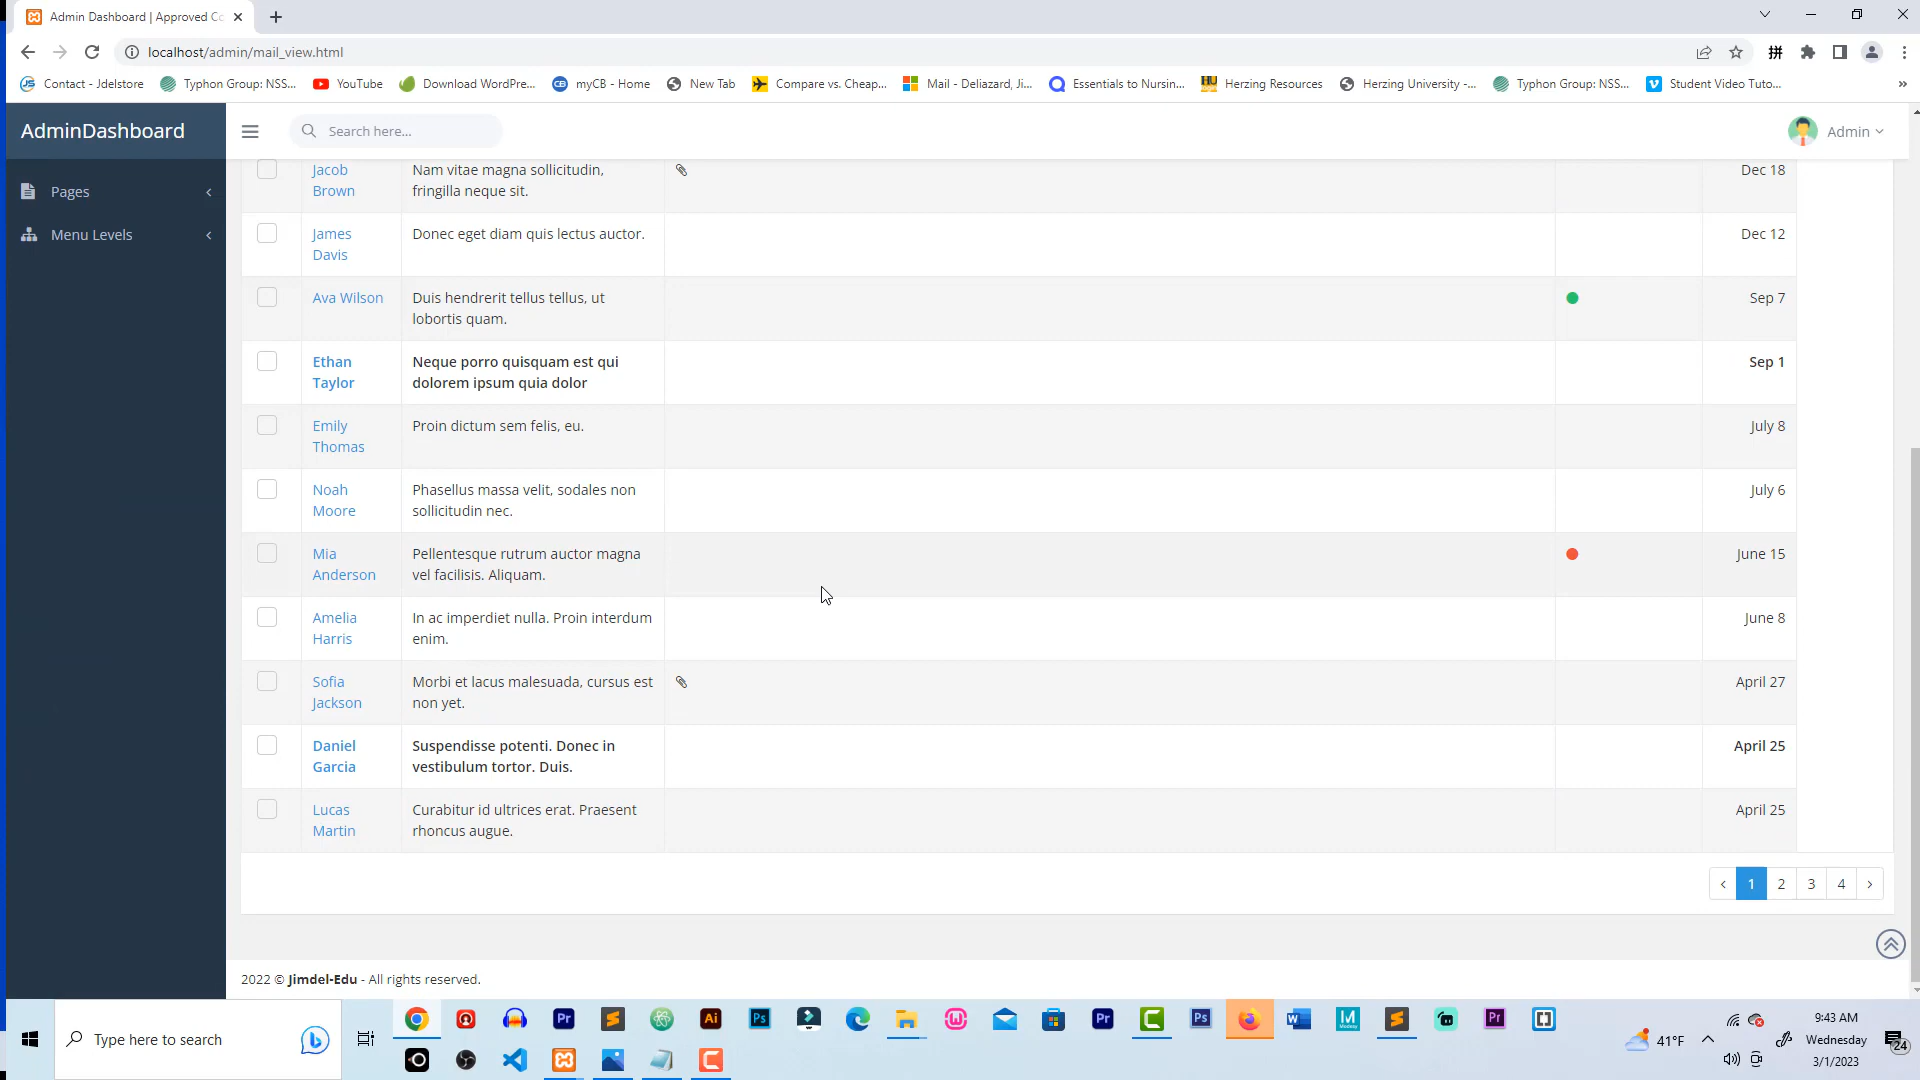 Admin Dashboard | Approved Co
localhost/admin/mail_view.html
Contact - Jdelstore
Typhon Group: NSS...
YouTube
Download WordPre...
myCB - Home
New Tab
Compare vs. Cheap...
Mail - Deliazard, Ji...
Essentials to Nursin...
Herzing Resources
Herzing University -...
Typhon Group: NSS...
Student Video Tuto...
»
AdminDashboard
Search here...
Admin
Pages
Menu Levels
Jacob Brown
Nam vitae magna sollicitudin,
fringilla neque sit.
Dec 18
James Davis
Donec eget diam quis lectus auctor.
Dec 12
Ava Wilson
Duis hendrerit tellus tellus, ut
lobortis quam.
Sep 7
Ethan Taylor
Neque porro quisquam est qui
dolorem ipsum quia dolor
Sep 1
Emily Thomas
Proin dictum sem felis, eu.
July 8
Noah Moore
Phasellus massa velit, sodales non
sollicitudin nec.
July 6
Mia Anderson
Pellentesque rutrum auctor magna
vel facilisis. Aliquam.
June 15
Amelia Harris
In ac imperdiet nulla. Proin interdum
enim.
June 8
Sofia Jackson
Morbi et lacus malesuada, cursus est
non yet.
April 27
Daniel Garcia
Suspendisse potenti. Donec in
vestibulum tortor. Duis.
April 25
Lucas Martin
Curabitur id ultrices erat. Praesent
rhoncus augue.
April 25
‹ 1 2 3 4 ›
2022 © Jimdel-Edu - All rights reserved.
Type here to search
41°F
9:43 AM
Wednesday
3/1/2023
24